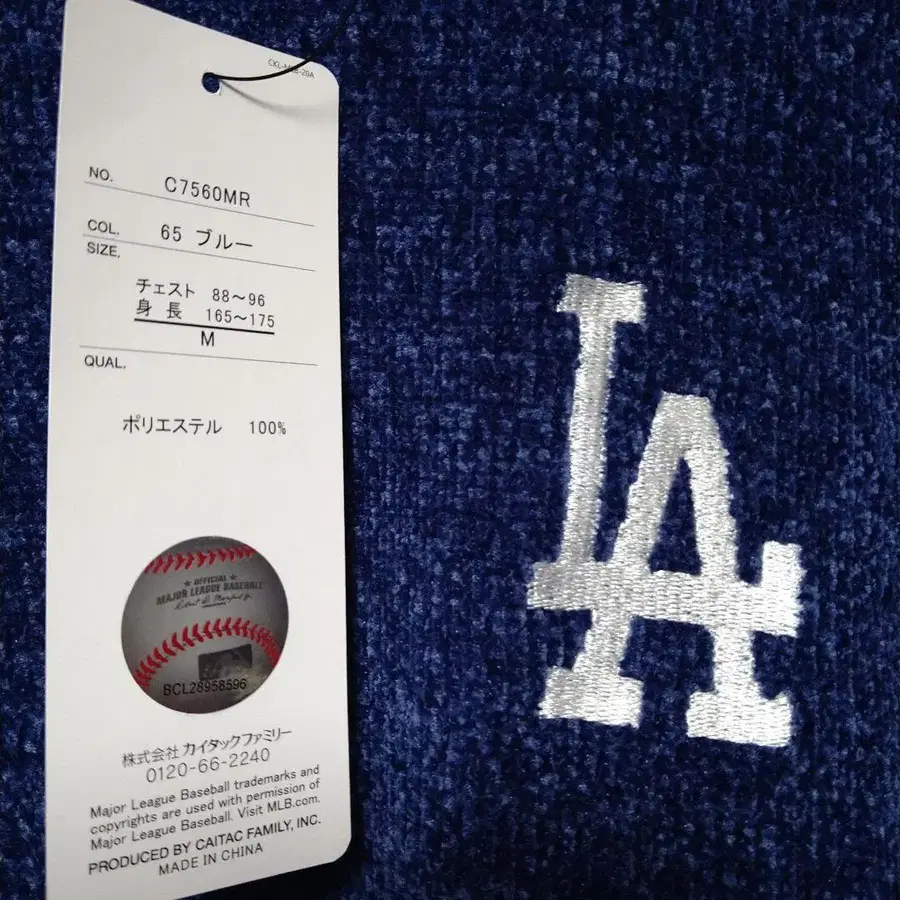 NO. C7560MR
COL. 65 ブルー
SIZE.
チェスト 88～96
身長 165～175
M
QUAL.
ポリエステル 100%
★ OFFICIAL ★
MAJOR LEAGUE BASEBALL
BCL28958596
株式会社 カイタックファミリー
0120-66-2240
Major League Baseball trademarks and
copyrights are used with permission of
Major League Baseball. Visit MLB.com.
PRODUCED BY CAITAC FAMILY, INC.
MADE IN CHINA
LA